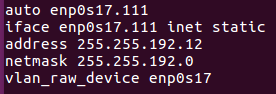 auto enp0s17.111
iface enp0s17.111 inet static
address 255.255.192.12
netmask 255.255.192.0
vlan_raw_device enp0s17